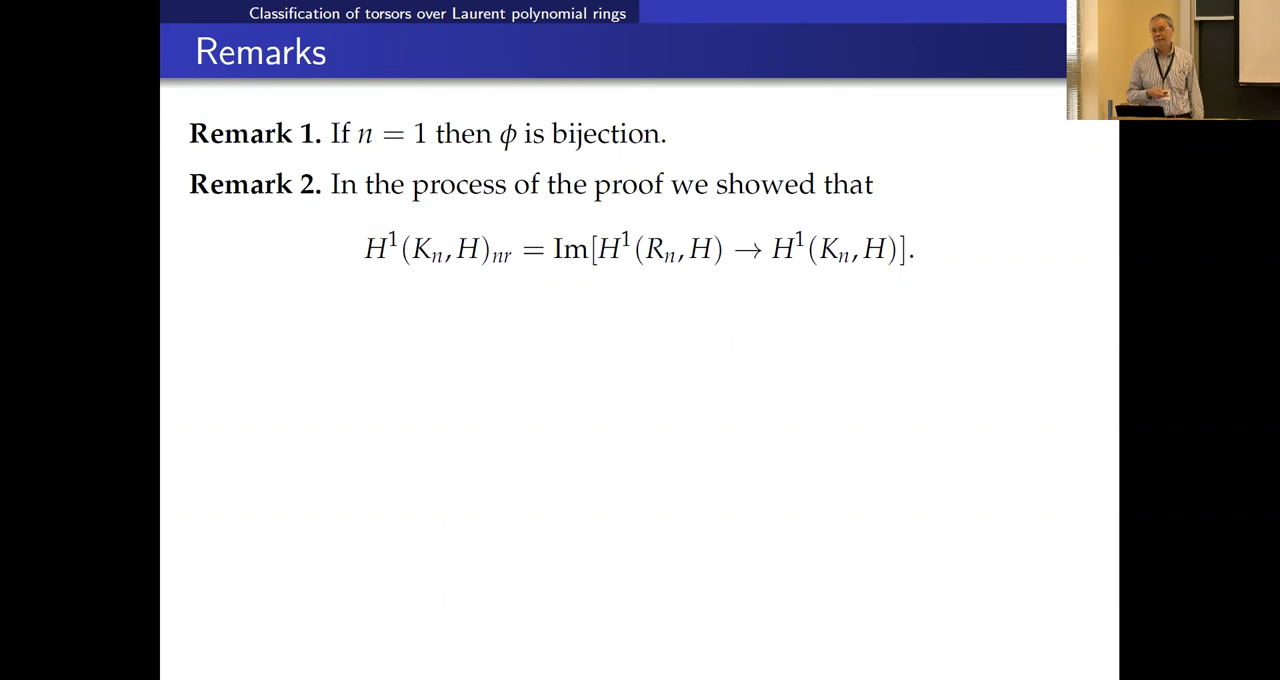 Classification of torsors over Laurent polynomial rings
Remarks
Remark 1. If n = 1 then ϕ is bijection.
Remark 2. In the process of the proof we showed that
H¹(Kₙ, H)ₙᵣ = Im[H¹(Rₙ, H) → H¹(Kₙ, H)].